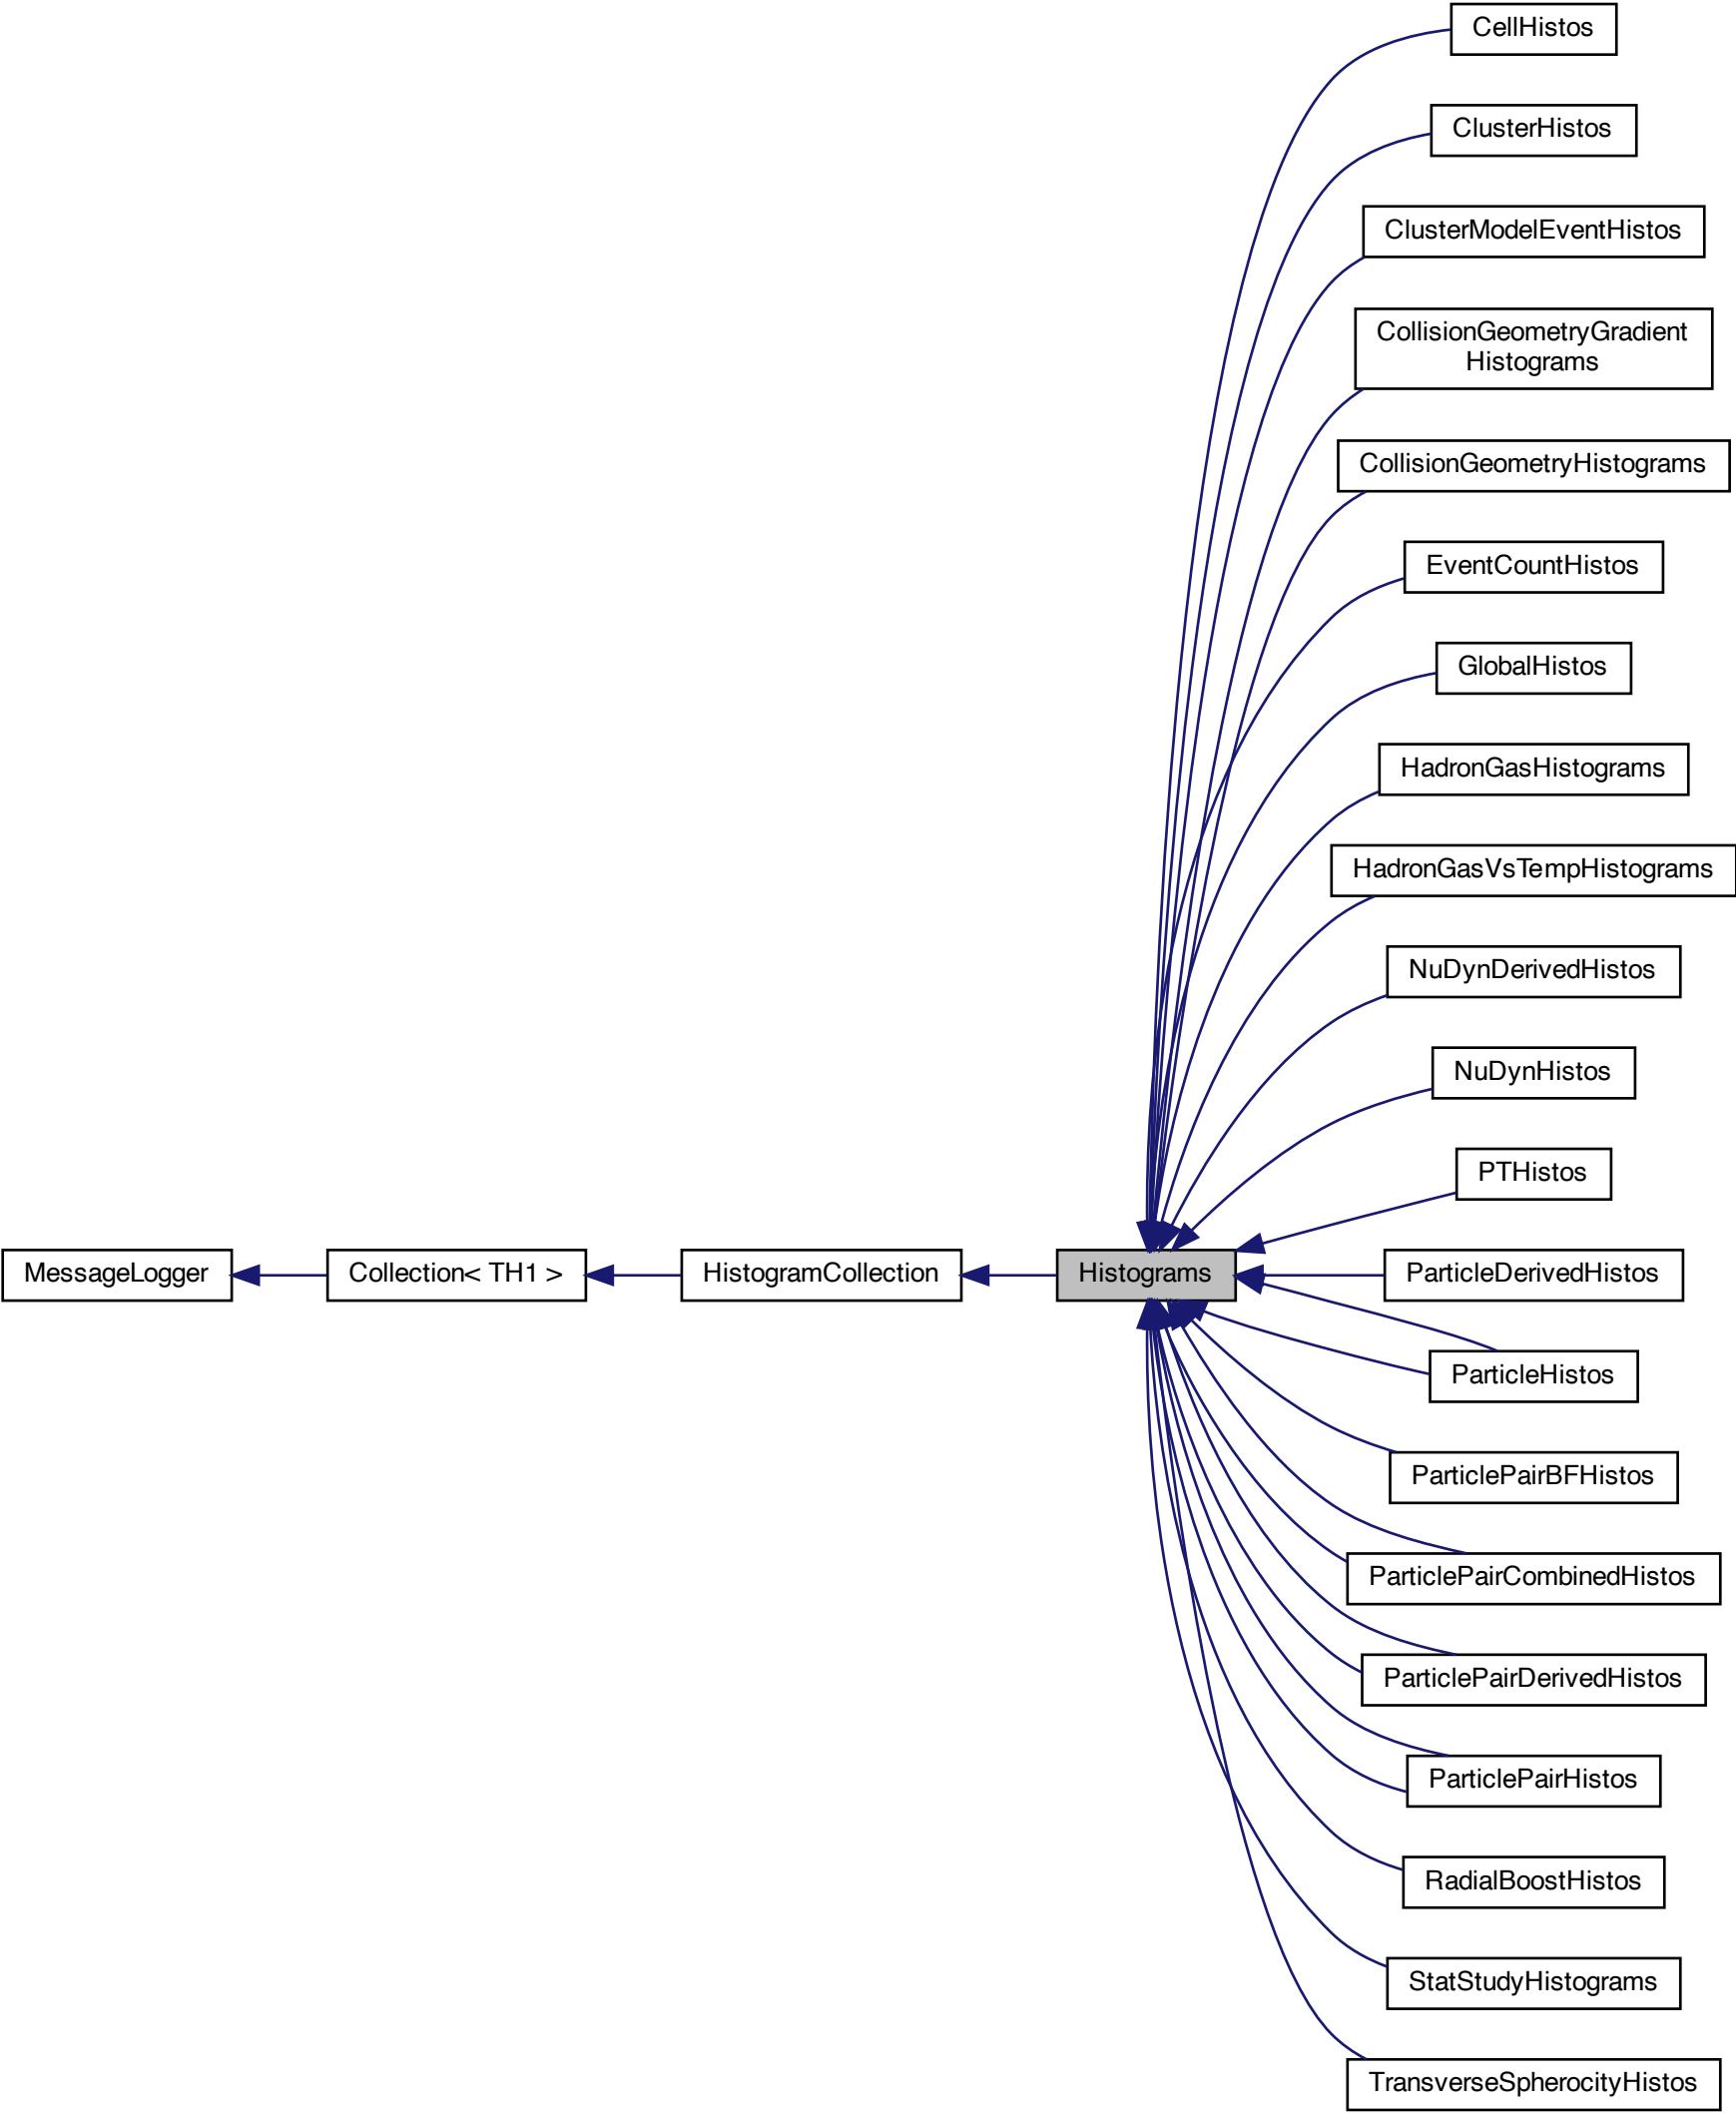 CellHistos
ClusterHistos
ClusterModelEventHistos
CollisionGeometryGradient
Histograms
CollisionGeometryHistograms
EventCountHistos
GlobalHistos
HadronGasHistograms
HadronGasVsTempHistograms
NuDynDerivedHistos
NuDynHistos
PTHistos
MessageLogger
Collection< TH1 >
HistogramCollection
Histograms
ParticleDerivedHistos
ParticleHistos
ParticlePairBFHistos
ParticlePairCombinedHistos
ParticlePairDerivedHistos
ParticlePairHistos
RadialBoostHistos
StatStudyHistograms
TransverseSpherocityHistos